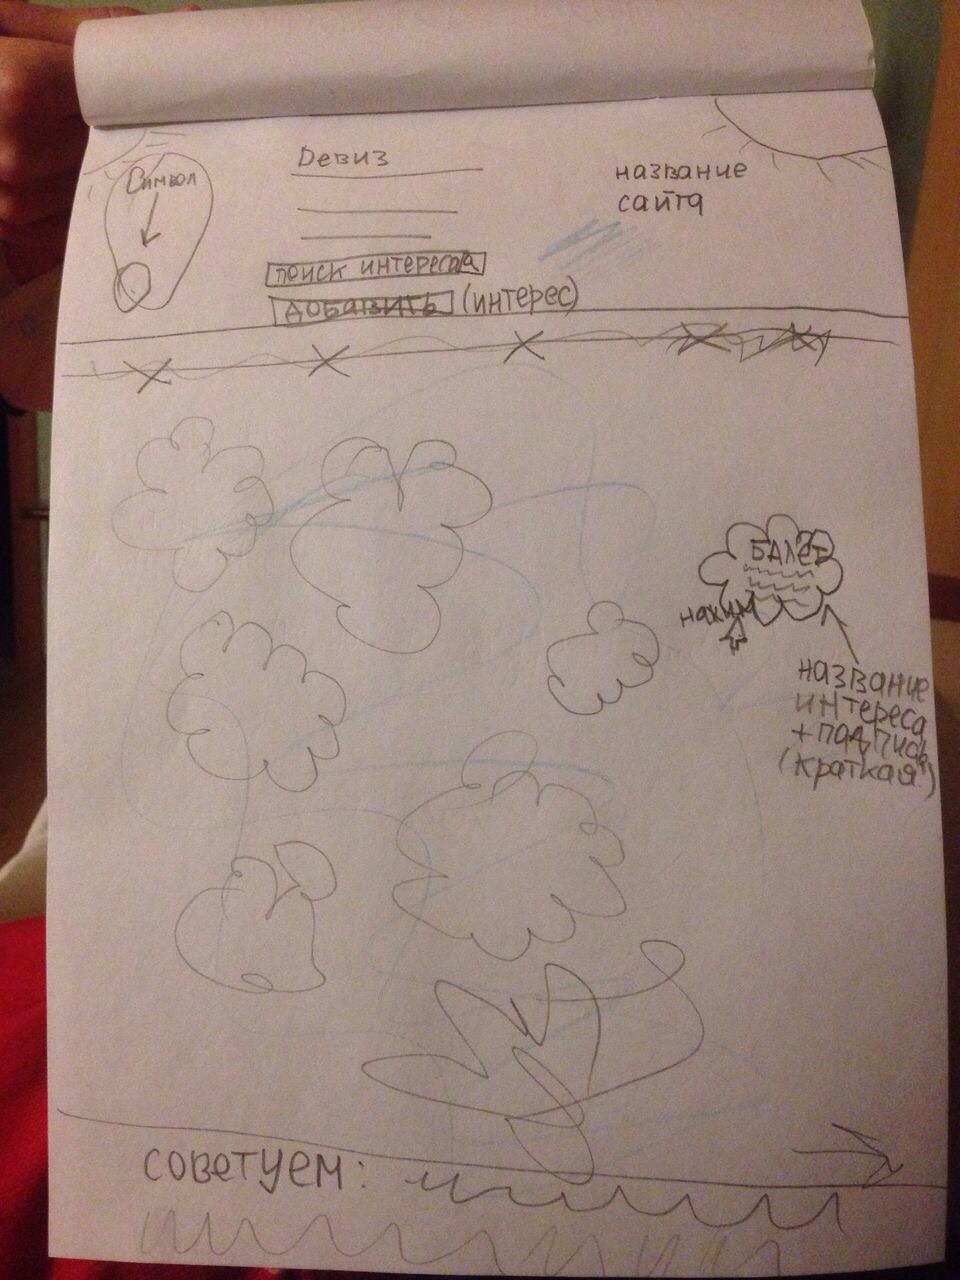 Девиз
Символ
название
сайта
поиск интереса
добавить (интерес)
БАЛЕТ
нажим
название
интереса
+ подпись
(краткая)
советуем: